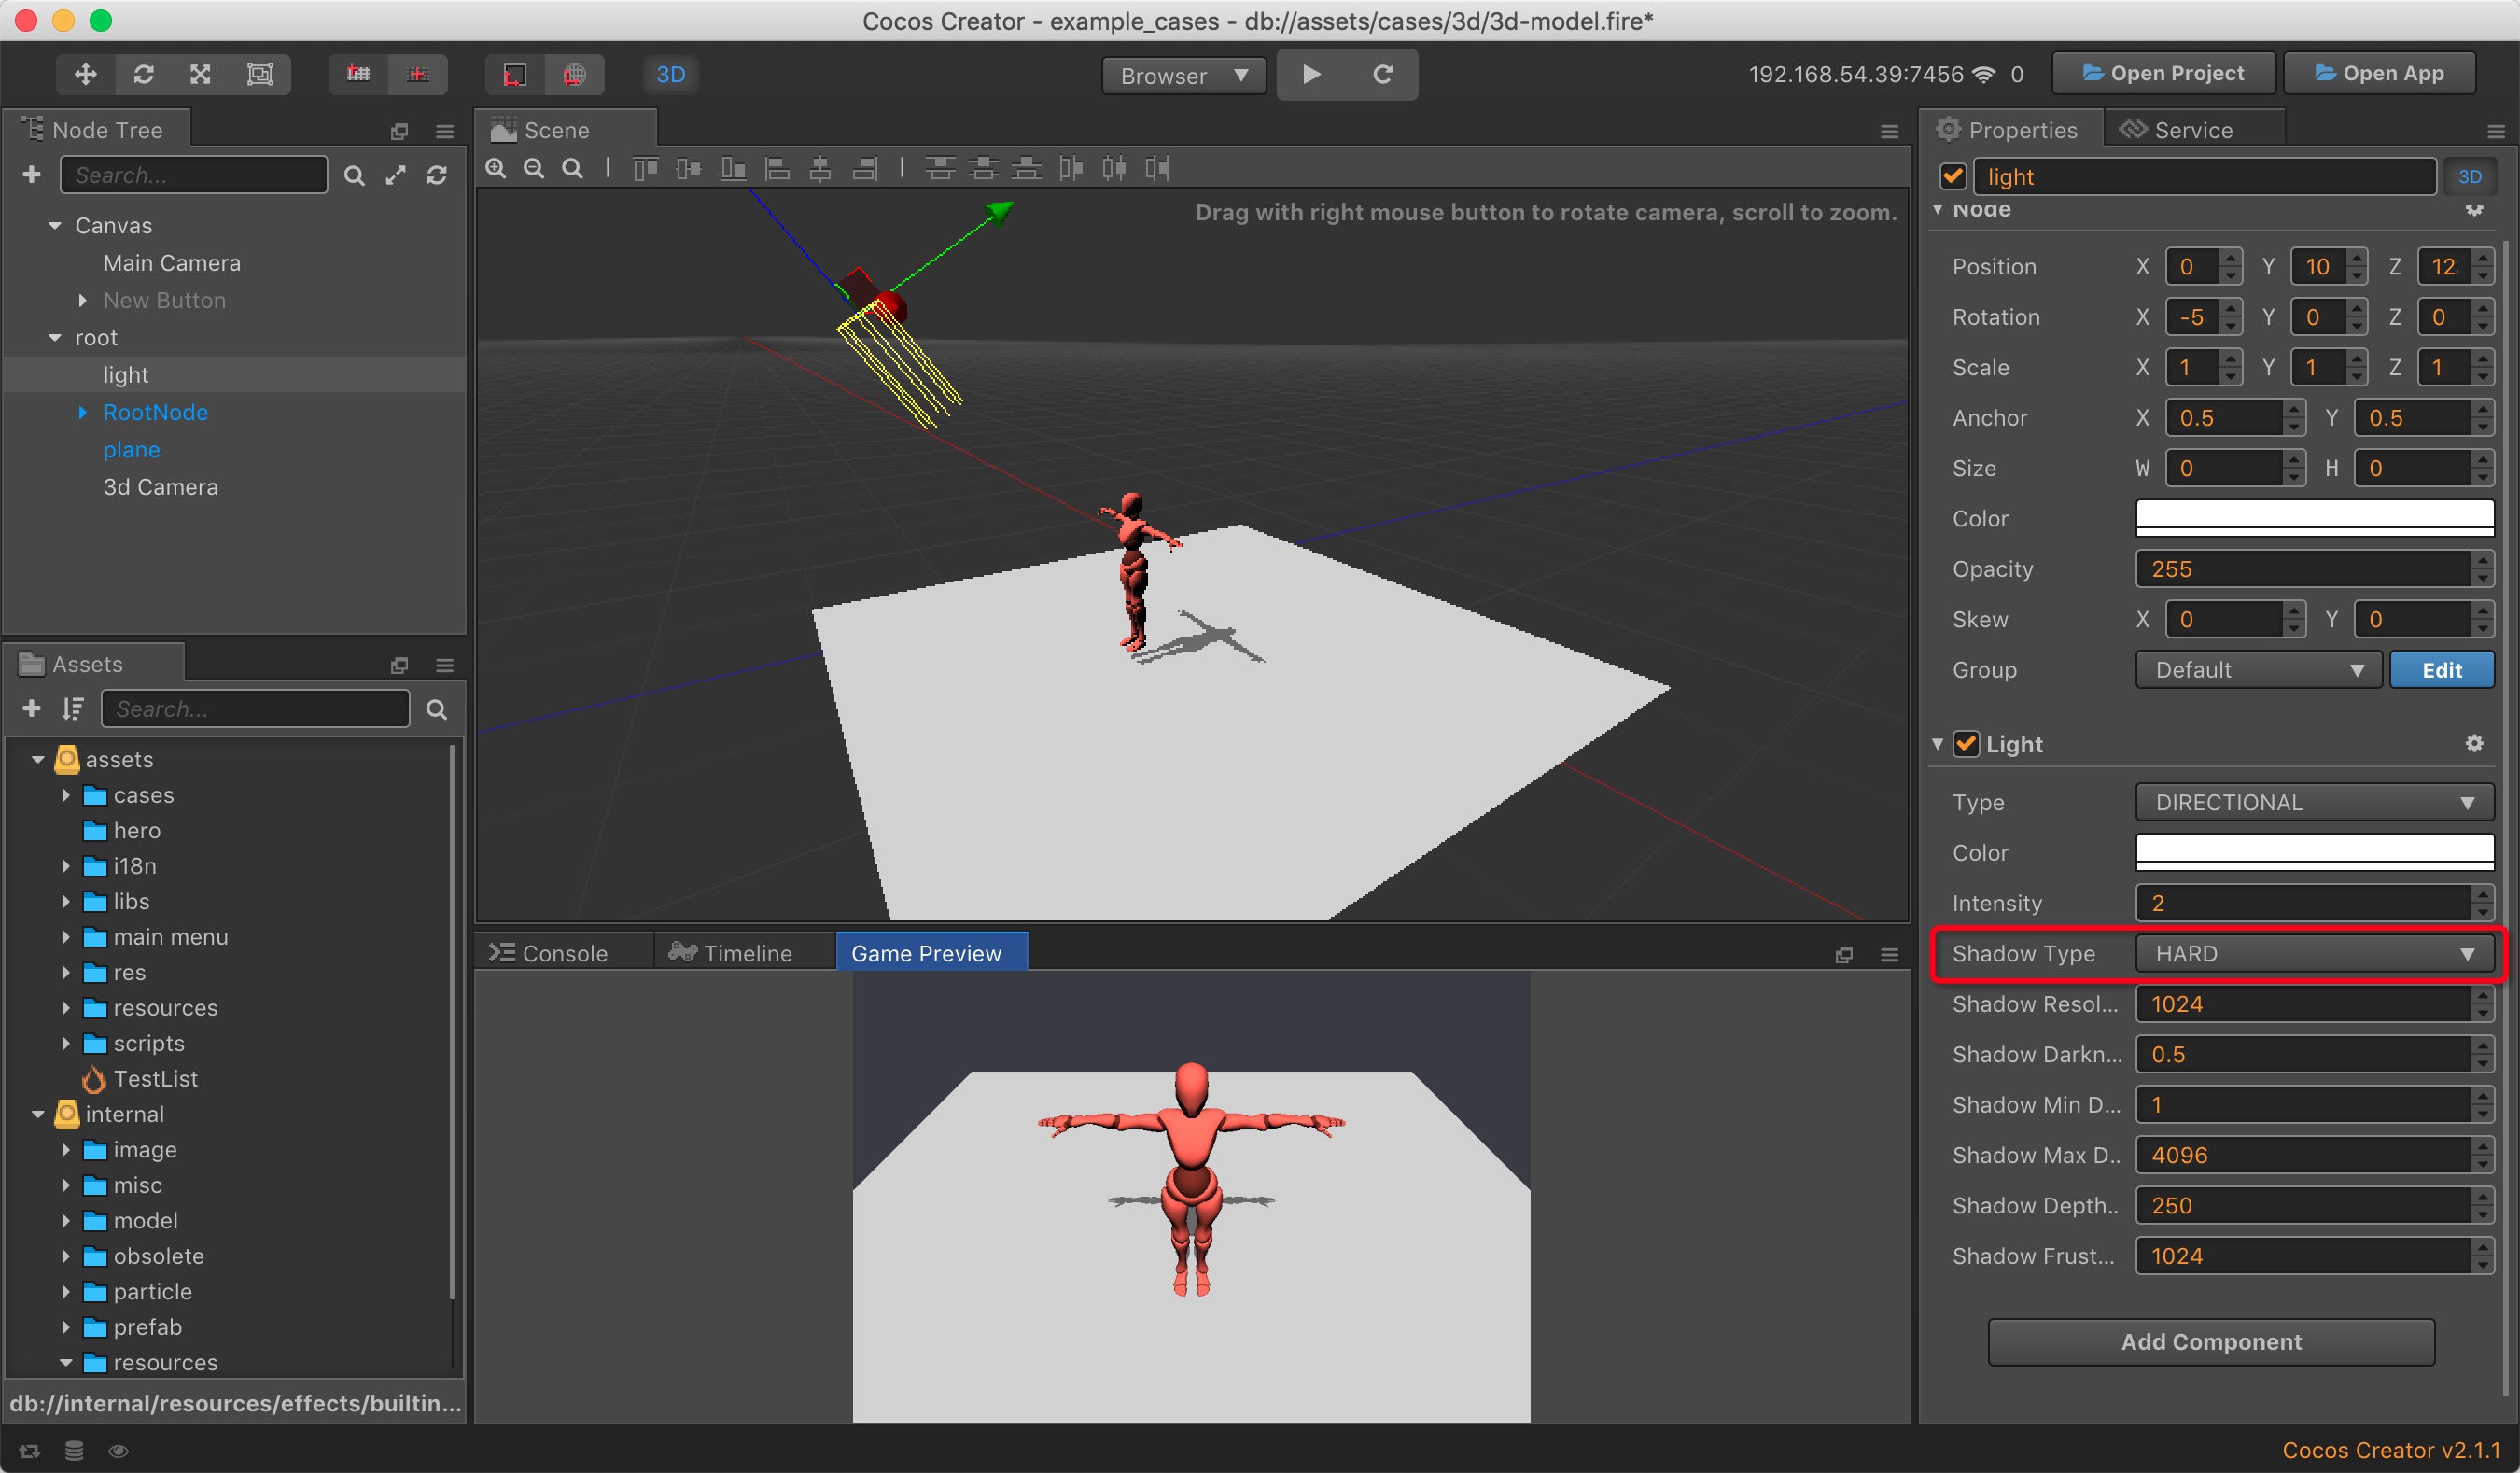 Cocos Creator - example_cases - db://assets/cases/3d/3d-model.fire*
3D
Browser
192.168.54.39:7456 0
Open Project
Open App
Node Tree
Search...
Canvas
Main Camera
New Button
root
light
RootNode
plane
3d Camera
Assets
Search...
assets
cases
hero
i18n
libs
main menu
res
resources
scripts
TestList
internal
image
misc
model
obsolete
particle
prefab
resources
db://internal/resources/effects/builtin...
Scene
Drag with right mouse button to rotate camera, scroll to zoom.
Console
Timeline
Game Preview
Properties
Service
light 3D
Node
Position X 0 Y 10 Z 12
Rotation X -5 Y 0 Z 0
Scale X 1 Y 1 Z 1
Anchor X 0.5 Y 0.5
Size W 0 H 0
Color
Opacity 255
Skew X 0 Y 0
Group Default Edit
Light
Type DIRECTIONAL
Color
Intensity 2
Shadow Type HARD
Shadow Resol... 1024
Shadow Darkn... 0.5
Shadow Min D... 1
Shadow Max D.. 4096
Shadow Depth.. 250
Shadow Frust... 1024
Add Component
Cocos Creator v2.1.1